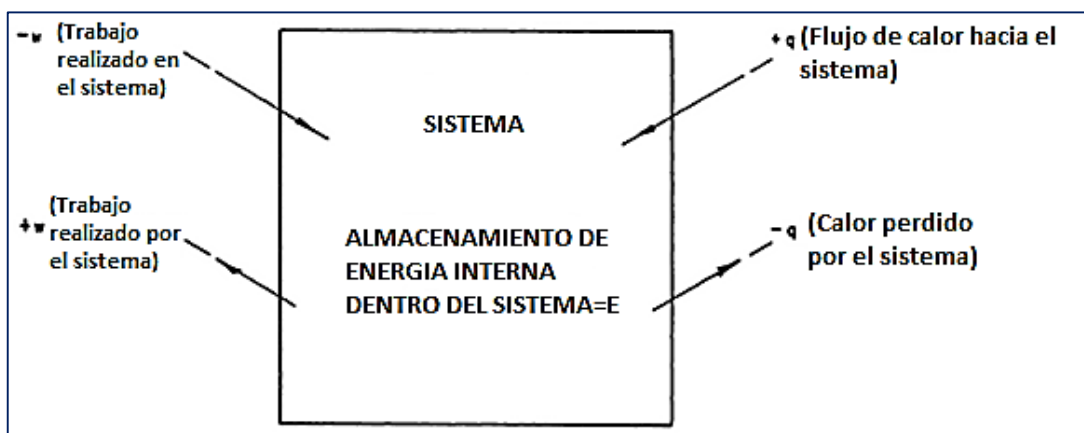 -w (Trabajo
realizado en
el sistema)
+q (Flujo de calor hacia el
sistema)
SISTEMA
+w (Trabajo
realizado por
el sistema)
-q (Calor perdido
por el sistema)
ALMACENAMIENTO DE
ENERGIA INTERNA
DENTRO DEL SISTEMA=E